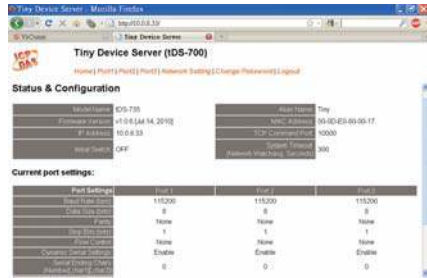 Tiny Device Server - Mozilla Firefox
http://10.0.8.33/
Tiny Device Server
ICP DAS
Tiny Device Server (tDS-700)
Home | Port1 | Port2 | Port3 | Network Setting | Change Password | Logout
Status & Configuration
Model Name tDS-735 Alias Name Tiny
Firmware Version v1.0.6 [Jul.14, 2010] MAC Address 00-0D-E0-80-00-17
IP Address 10.0.8.33 TCP Command Port 10000
Initial Switch OFF System Timeout (Network Watchdog, Seconds) 300
Current port settings:
Port Settings Port 1 Port 2 Port 3
Baud Rate (bps) 115200 115200 115200
Data Size (bits) 8 8 8
Parity None None None
Stop Bits (bits) 1 1 1
Flow Control None None None
Dynamic Serial Settings Enable Enable Enable
Serial Ending Chars 0 0 0